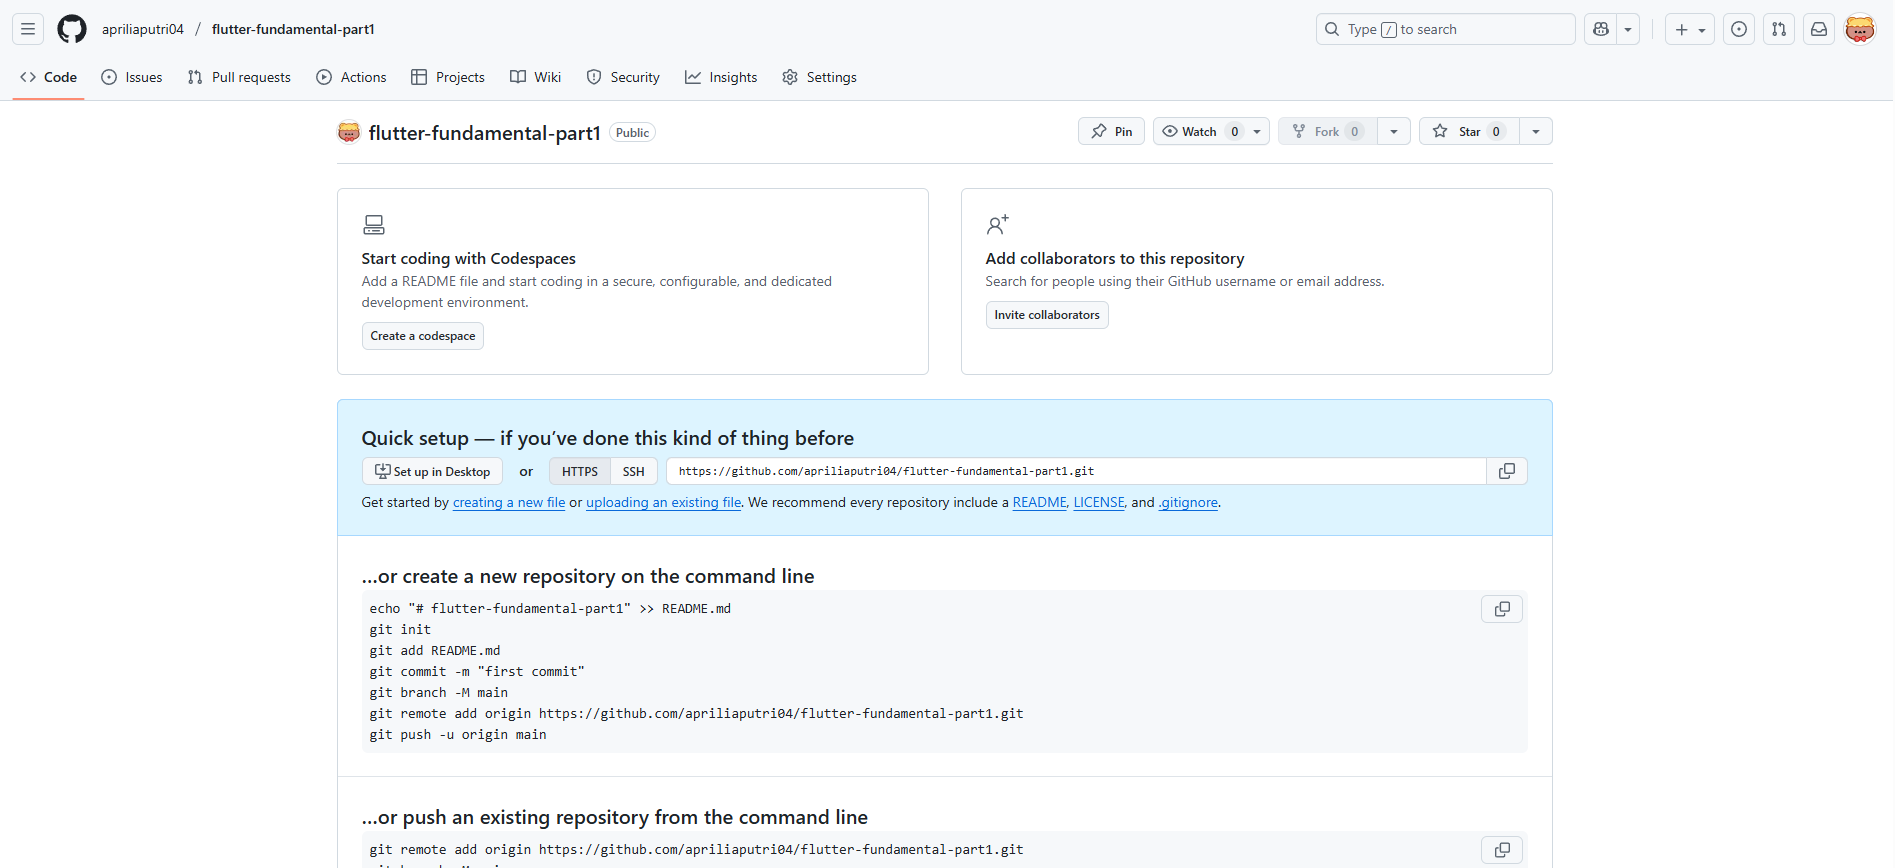 apriliaputri04 / flutter-fundamental-part1
Type / to search
Code
Issues
Pull requests
Actions
Projects
Wiki
Security
Insights
Settings
flutter-fundamental-part1 Public
Pin
Watch 0
Fork 0
Star 0
Start coding with Codespaces
Add a README file and start coding in a secure, configurable, and dedicated
development environment.
Create a codespace
Add collaborators to this repository
Search for people using their GitHub username or email address.
Invite collaborators
Quick setup — if you’ve done this kind of thing before
Set up in Desktop or HTTPS SSH https://github.com/apriliaputri04/flutter-fundamental-part1.git
Get started by creating a new file or uploading an existing file. We recommend every repository include a README, LICENSE, and .gitignore.
…or create a new repository on the command line
echo "# flutter-fundamental-part1" >> README.md
git init
git add README.md
git commit -m "first commit"
git branch -M main
git remote add origin https://github.com/apriliaputri04/flutter-fundamental-part1.git
git push -u origin main
…or push an existing repository from the command line
git remote add origin https://github.com/apriliaputri04/flutter-fundamental-part1.git